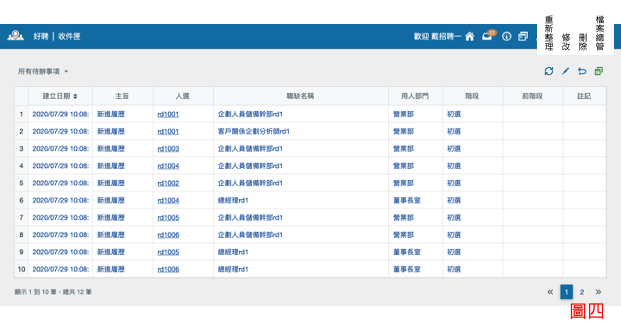 重新整理 修改 刪除 檔案總管
好聘 | 收件匣 歡迎 戴招聘一
所有待辦事項
建立日期 主旨 人選 職缺名稱 用人部門 階段 前階段 註記
1 2020/07/29 10:08: 新進履歷 rd1001 企劃人員儲備幹部rd1 營業部 初選
2 2020/07/29 10:08: 新進履歷 rd1001 客戶關係企劃分析師rd1 營業部 初選
3 2020/07/29 10:08: 新進履歷 rd1003 企劃人員儲備幹部rd1 營業部 初選
4 2020/07/29 10:08: 新進履歷 rd1004 企劃人員儲備幹部rd1 營業部 初選
5 2020/07/29 10:08: 新進履歷 rd1002 企劃人員儲備幹部rd1 營業部 初選
6 2020/07/29 10:08: 新進履歷 rd1004 總經理rd1 董事長室 初選
7 2020/07/29 10:08: 新進履歷 rd1005 企劃人員儲備幹部rd1 營業部 初選
8 2020/07/29 10:08: 新進履歷 rd1006 企劃人員儲備幹部rd1 營業部 初選
9 2020/07/29 10:08: 新進履歷 rd1005 總經理rd1 董事長室 初選
10 2020/07/29 10:08: 新進履歷 rd1006 總經理rd1 董事長室 初選
顯示 1 到 10 筆，總共 12 筆 « 1 2 »
圖四